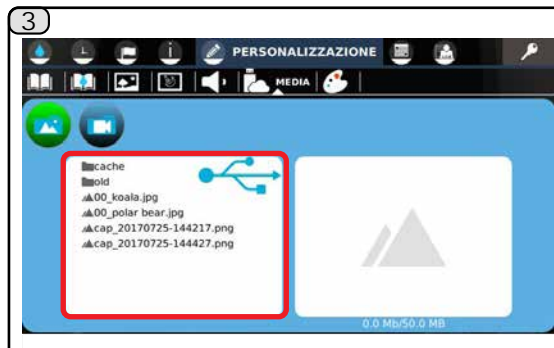 3
PERSONALIZZAZIONE
MEDIA
cache
old
00_koala.jpg
00_polar bear.jpg
cap_20170725-144217.png
cap_20170725-144427.png
0.0 Mb/50.0 MB